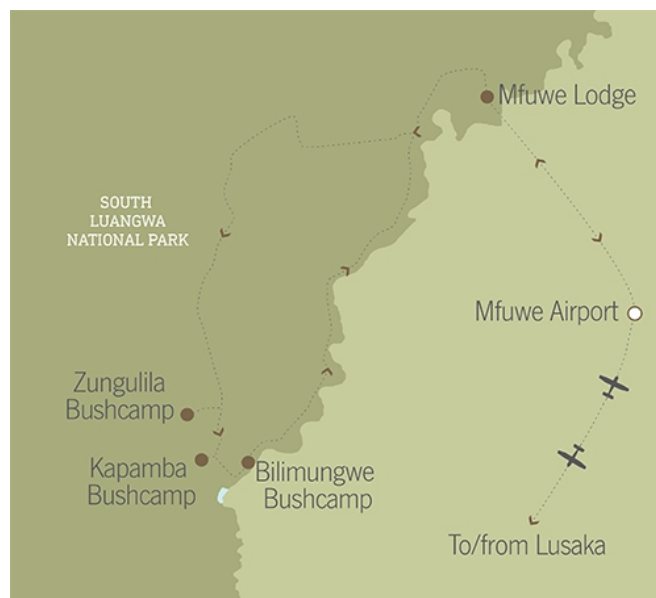 Mfuwe Lodge
SOUTH
LUANGWA
NATIONAL PARK
Mfuwe Airport
Zungulila
Bushcamp
Kapamba
Bushcamp
Bilimungwe
Bushcamp
To/from Lusaka